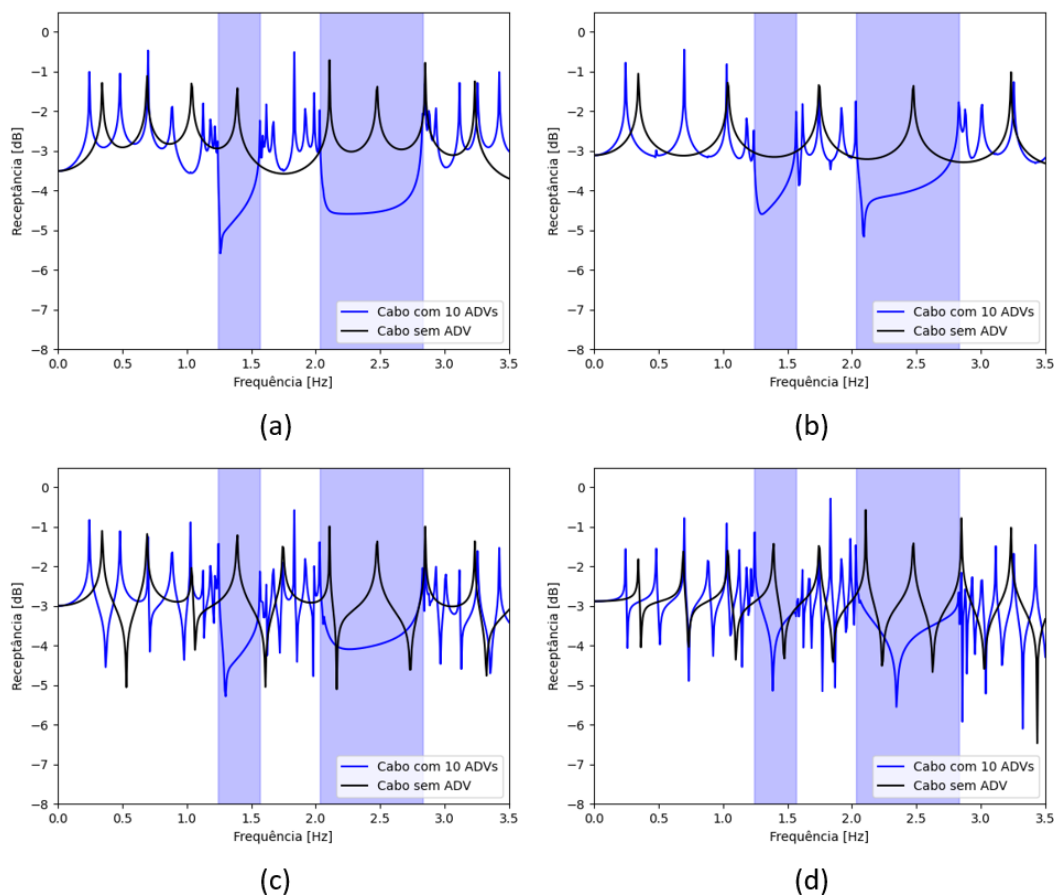 0
−1
−2
−3
−4
−5
−6
−7
−8
Receptância [dB]
0.0 0.5 1.0 1.5 2.0 2.5 3.0 3.5
Frequência [Hz]
Cabo com 10 ADVs
Cabo sem ADV
(a)
0
−1
−2
−3
−4
−5
−6
−7
−8
Receptância [dB]
0.0 0.5 1.0 1.5 2.0 2.5 3.0 3.5
Frequência [Hz]
Cabo com 10 ADVs
Cabo sem ADV
(b)
0
−1
−2
−3
−4
−5
−6
−7
−8
Receptância [dB]
0.0 0.5 1.0 1.5 2.0 2.5 3.0 3.5
Frequência [Hz]
Cabo com 10 ADVs
Cabo sem ADV
(c)
0
−1
−2
−3
−4
−5
−6
−7
−8
Receptância [dB]
0.0 0.5 1.0 1.5 2.0 2.5 3.0 3.5
Frequência [Hz]
Cabo com 10 ADVs
Cabo sem ADV
(d)